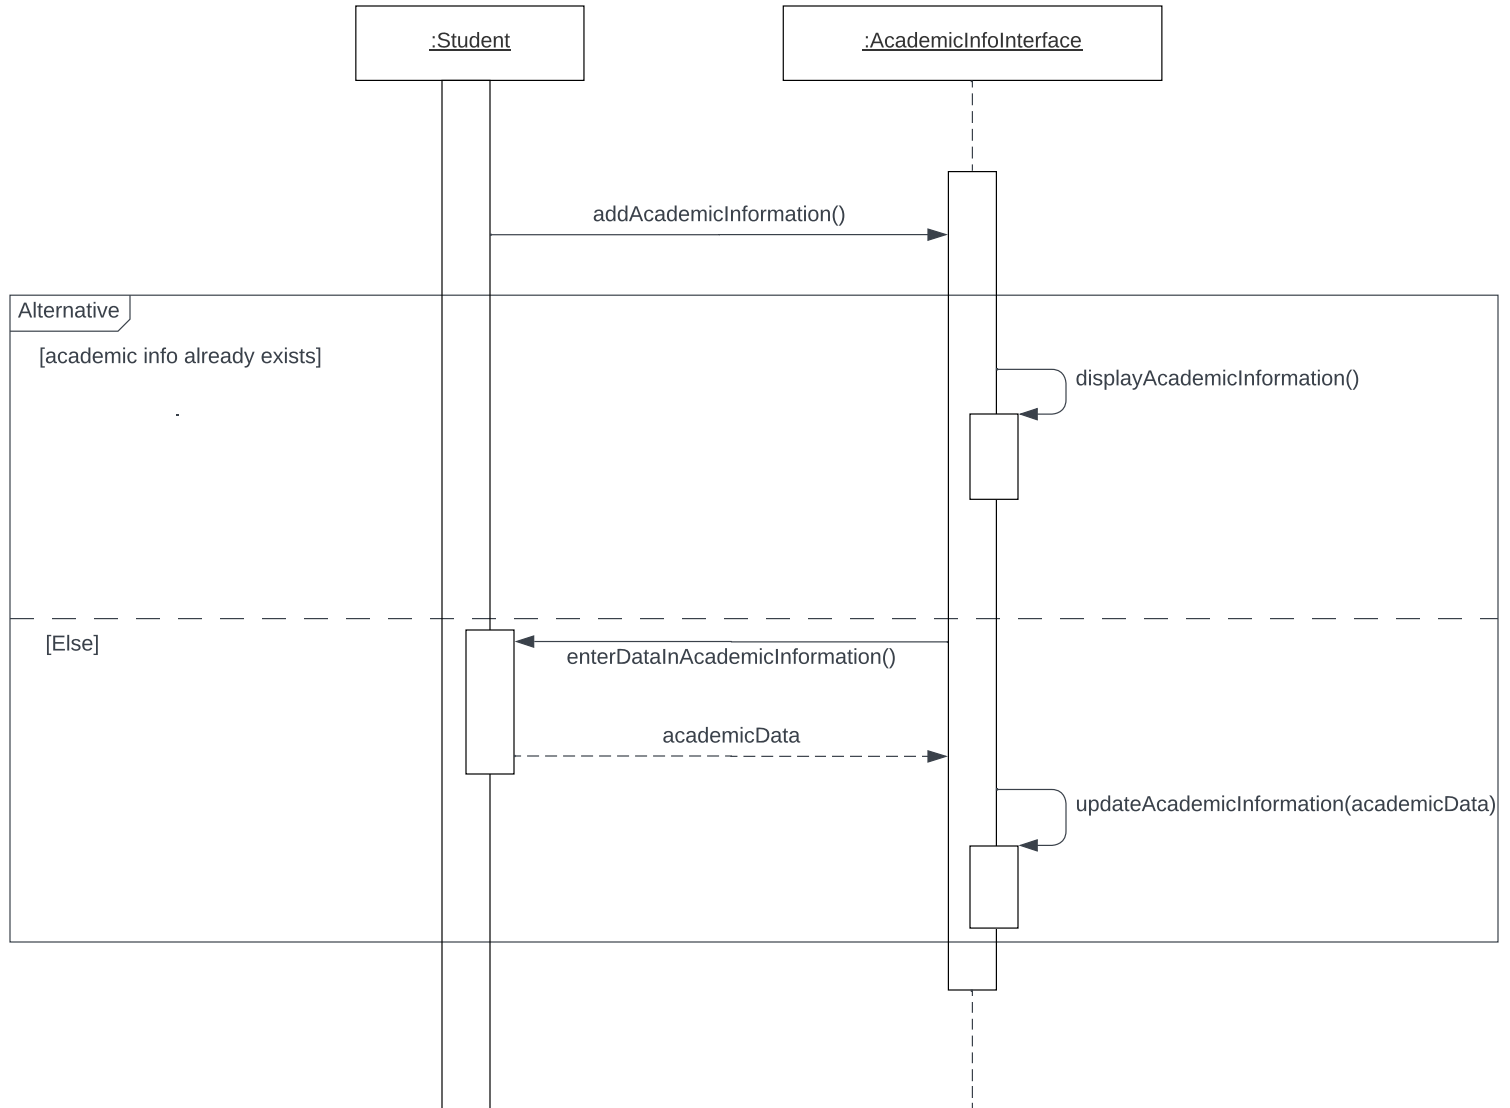 :Student
:AcademicInfoInterface
addAcademicInformation()
Alternative
[academic info already exists]
displayAcademicInformation()
[Else]
enterDataInAcademicInformation()
academicData
updateAcademicInformation(academicData)